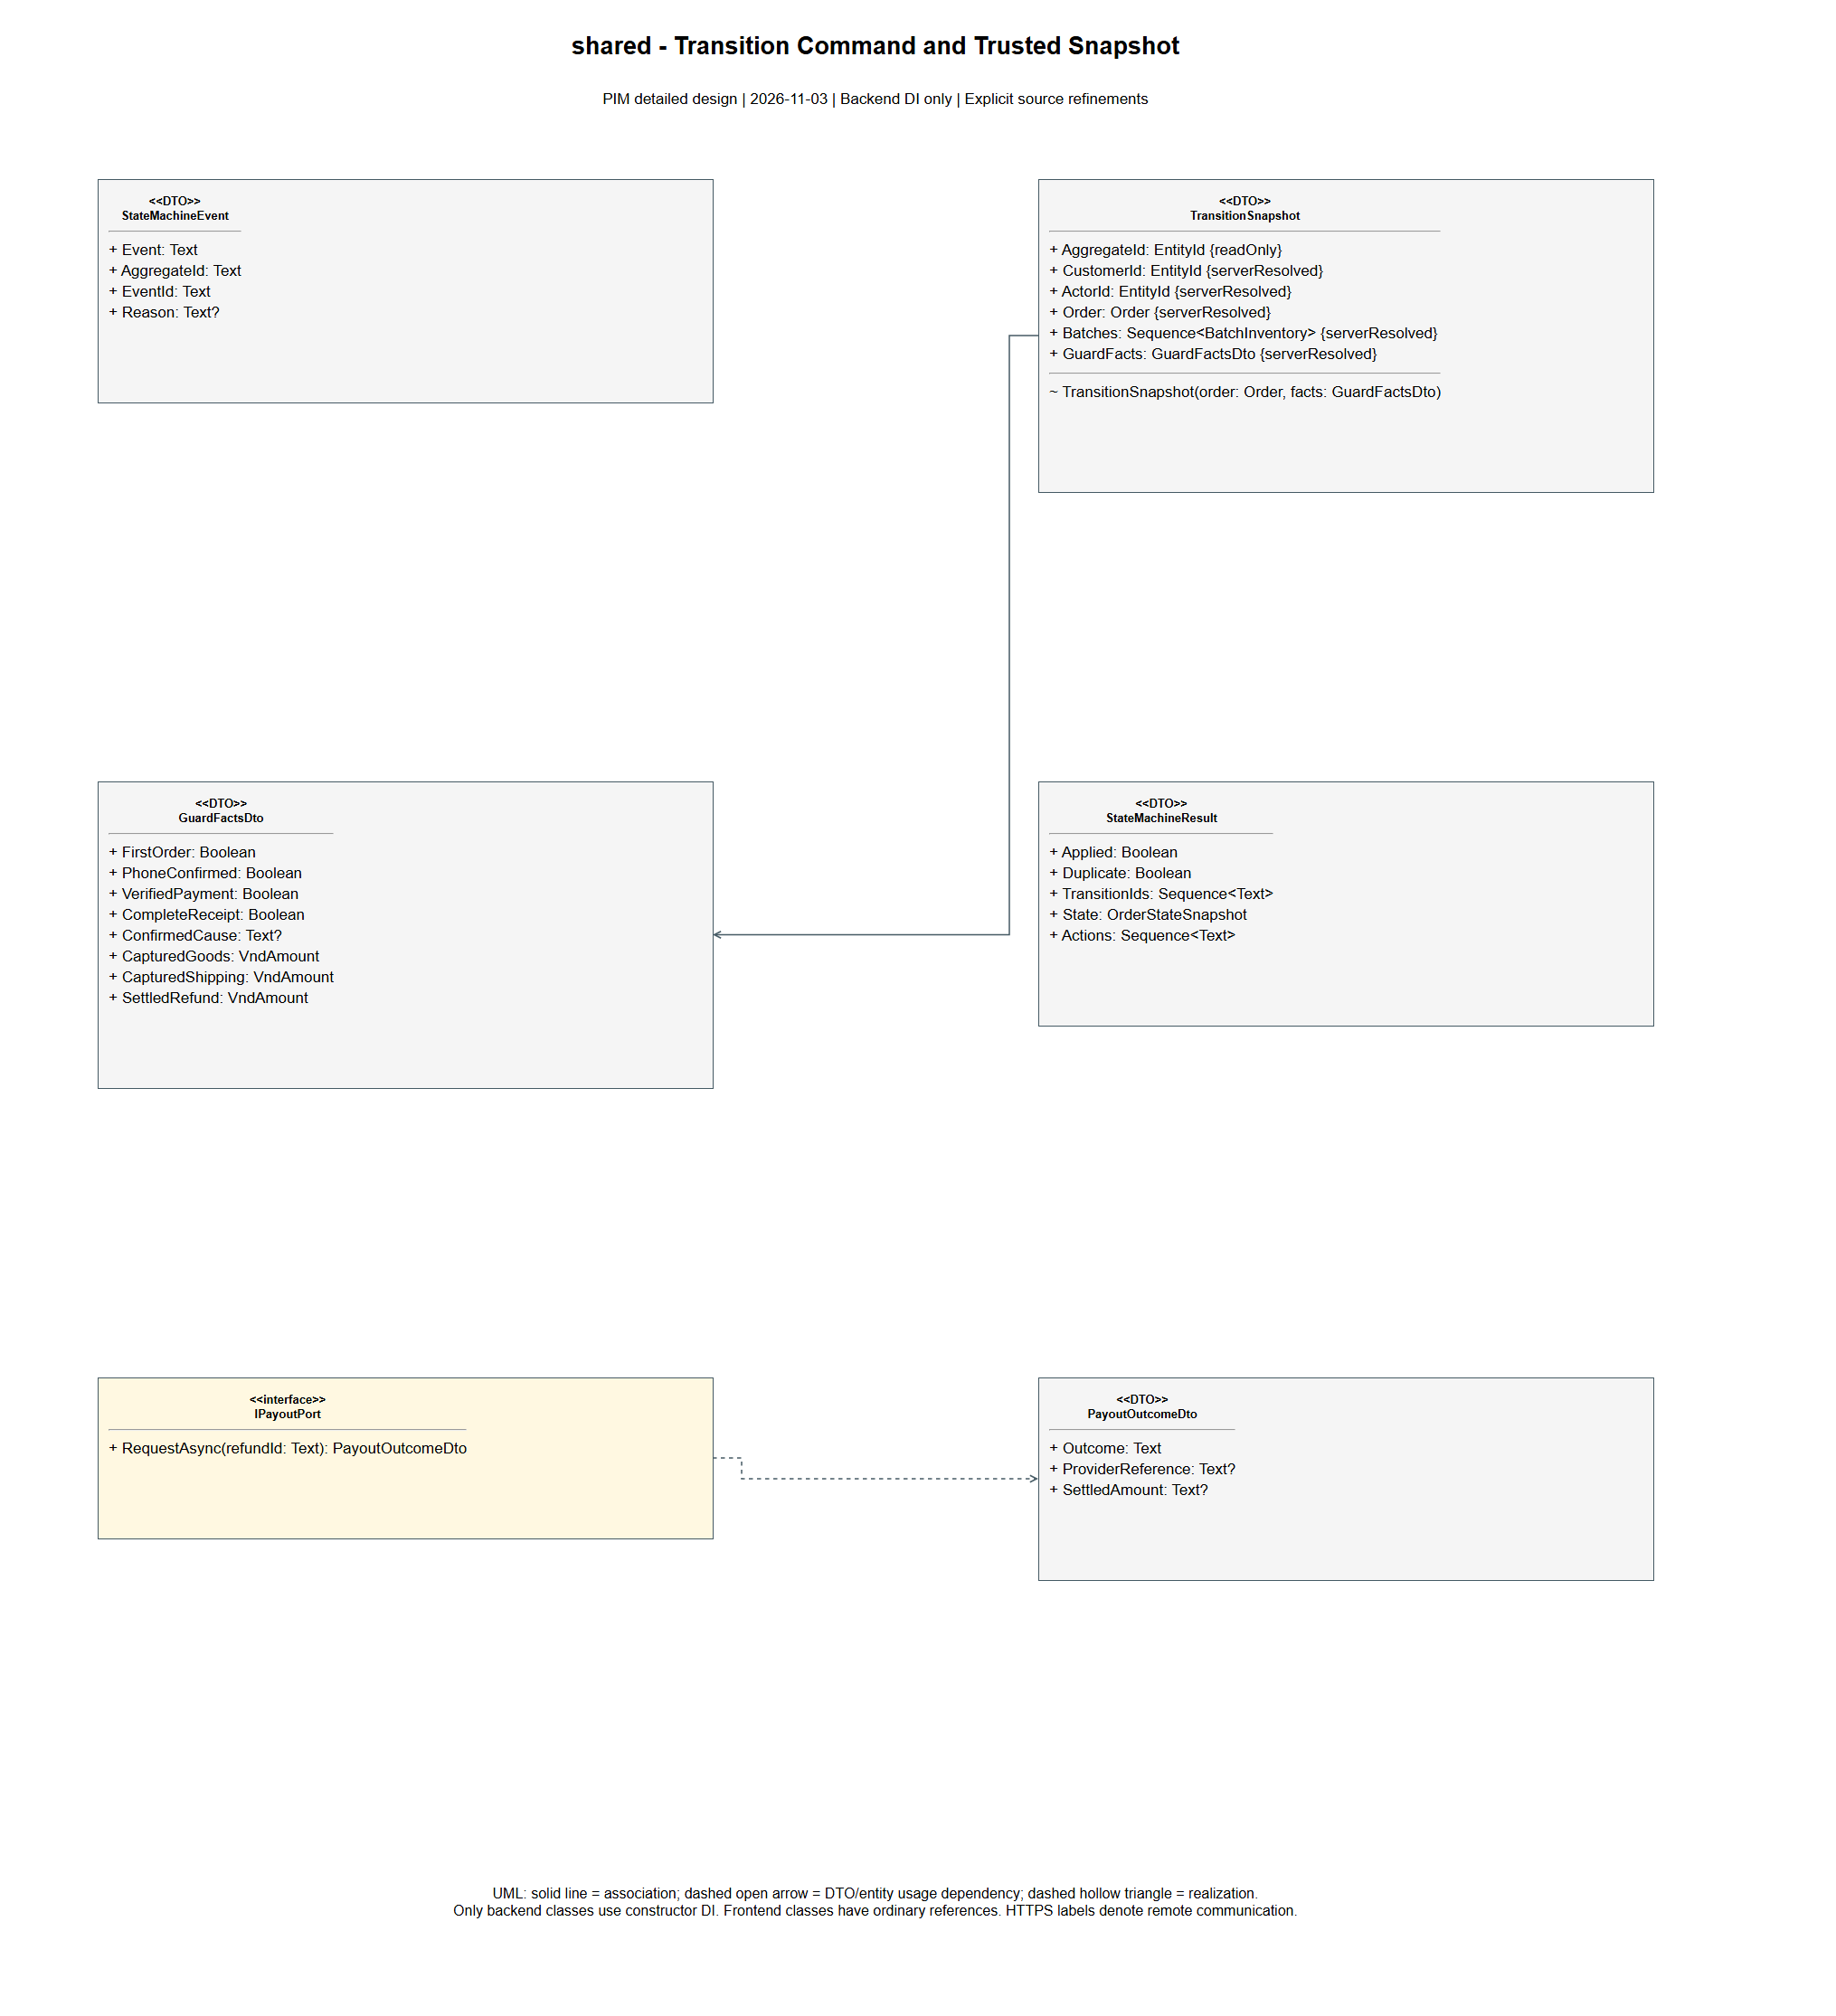 shared - Transition Command and Trusted Snapshot
PIM detailed design | 2026-11-03 | Backend DI only | Explicit source refinements
<<DTO>>
StateMachineEvent
+ Event: Text
+ AggregateId: Text
+ EventId: Text
+ Reason: Text?
<<DTO>>
TransitionSnapshot
+ AggregateId: EntityId {readOnly}
+ CustomerId: EntityId {serverResolved}
+ ActorId: EntityId {serverResolved}
+ Order: Order {serverResolved}
+ Batches: Sequence<BatchInventory> {serverResolved}
+ GuardFacts: GuardFactsDto {serverResolved}
~ TransitionSnapshot(order: Order, facts: GuardFactsDto)
<<DTO>>
GuardFactsDto
+ FirstOrder: Boolean
+ PhoneConfirmed: Boolean
+ VerifiedPayment: Boolean
+ CompleteReceipt: Boolean
+ ConfirmedCause: Text?
+ CapturedGoods: VndAmount
+ CapturedShipping: VndAmount
+ SettledRefund: VndAmount
<<DTO>>
StateMachineResult
+ Applied: Boolean
+ Duplicate: Boolean
+ TransitionIds: Sequence<Text>
+ State: OrderStateSnapshot
+ Actions: Sequence<Text>
<<interface>>
IPayoutPort
+ RequestAsync(refundId: Text): PayoutOutcomeDto
<<DTO>>
PayoutOutcomeDto
+ Outcome: Text
+ ProviderReference: Text?
+ SettledAmount: Text?
UML: solid line = association; dashed open arrow = DTO/entity usage dependency; dashed hollow triangle = realization.
Only backend classes use constructor DI. Frontend classes have ordinary references. HTTPS labels denote remote communication.